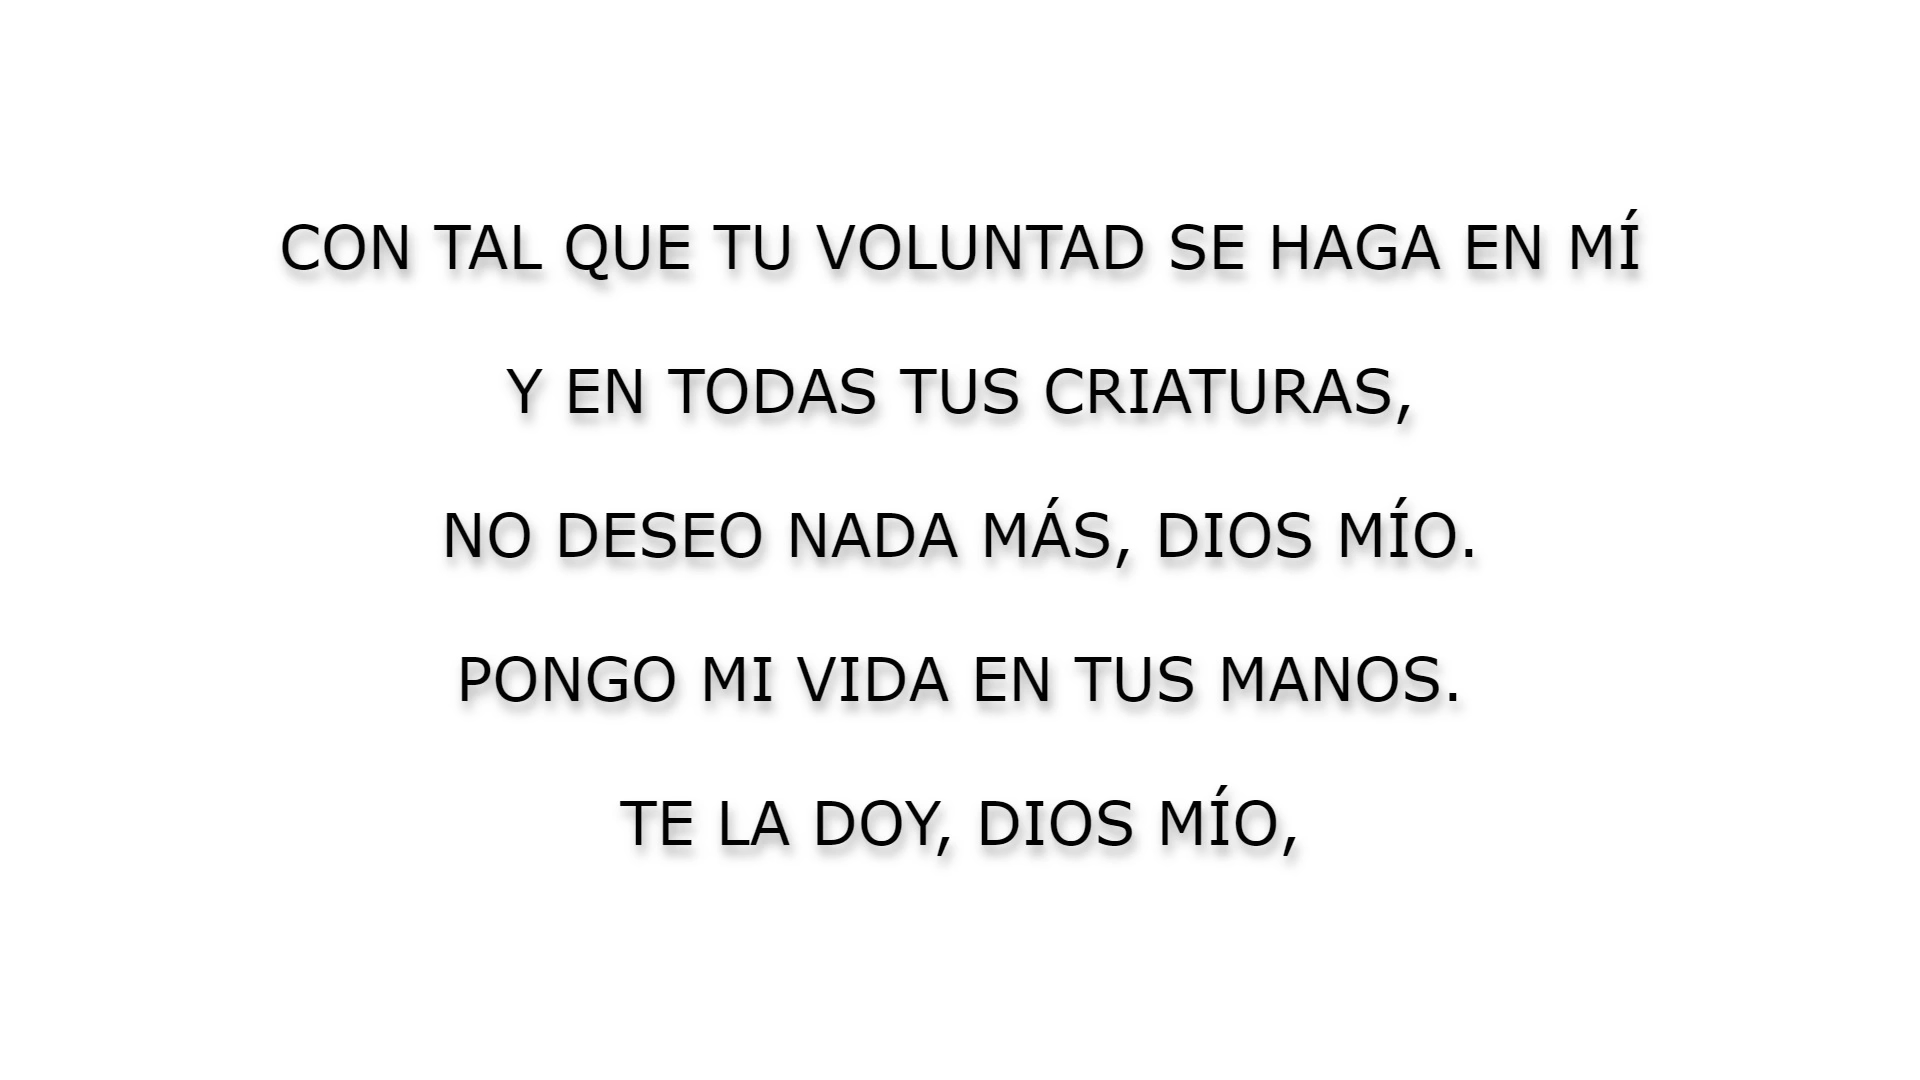 CON TAL QUE TU VOLUNTAD SE HAGA EN MÍ
Y EN TODAS TUS CRIATURAS,
NO DESEO NADA MÁS, DIOS MÍO.
PONGO MI VIDA EN TUS MANOS.
TE LA DOY, DIOS MÍO,